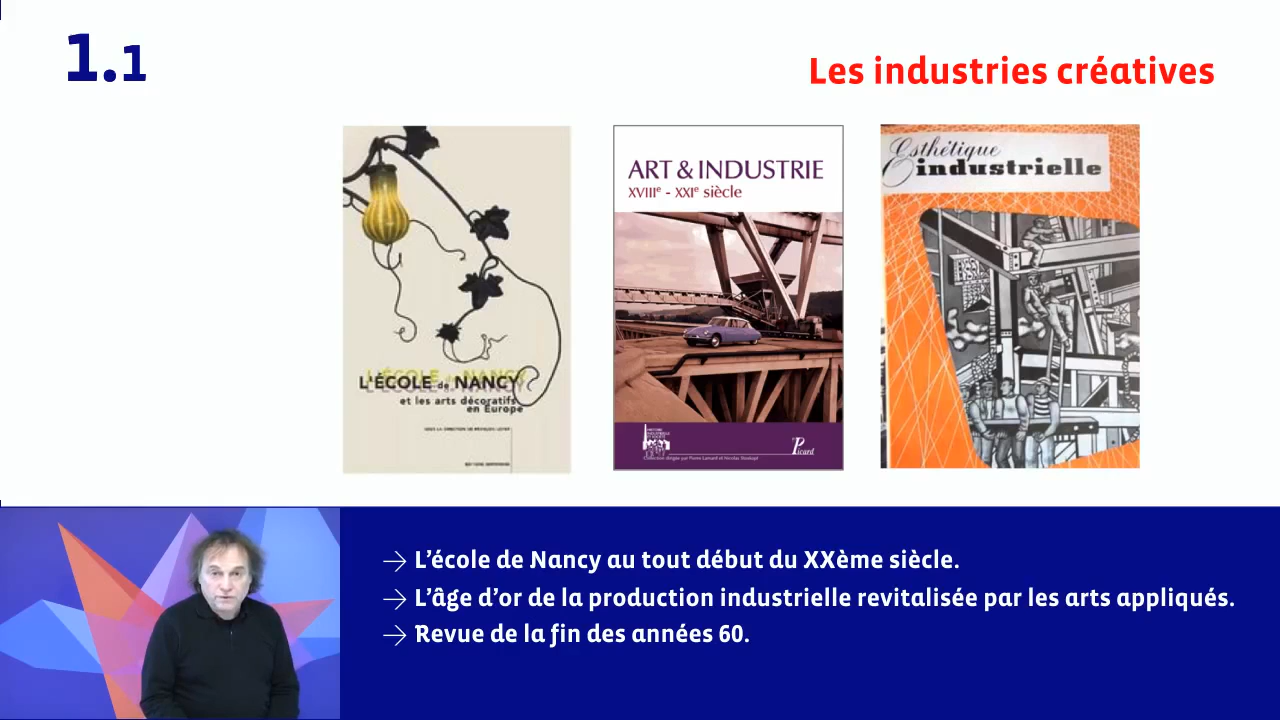 1.1
Les industries créatives
L'ÉCOLE de NANCY
et les arts décoratifs
en Europe
ART & INDUSTRIE
XVIIIe - XXIe siècle
Picard
Esthétique
industrielle
→ L'école de Nancy au tout début du XXème siècle.
→ L'âge d'or de la production industrielle revitalisée par les arts appliqués.
→ Revue de la fin des années 60.